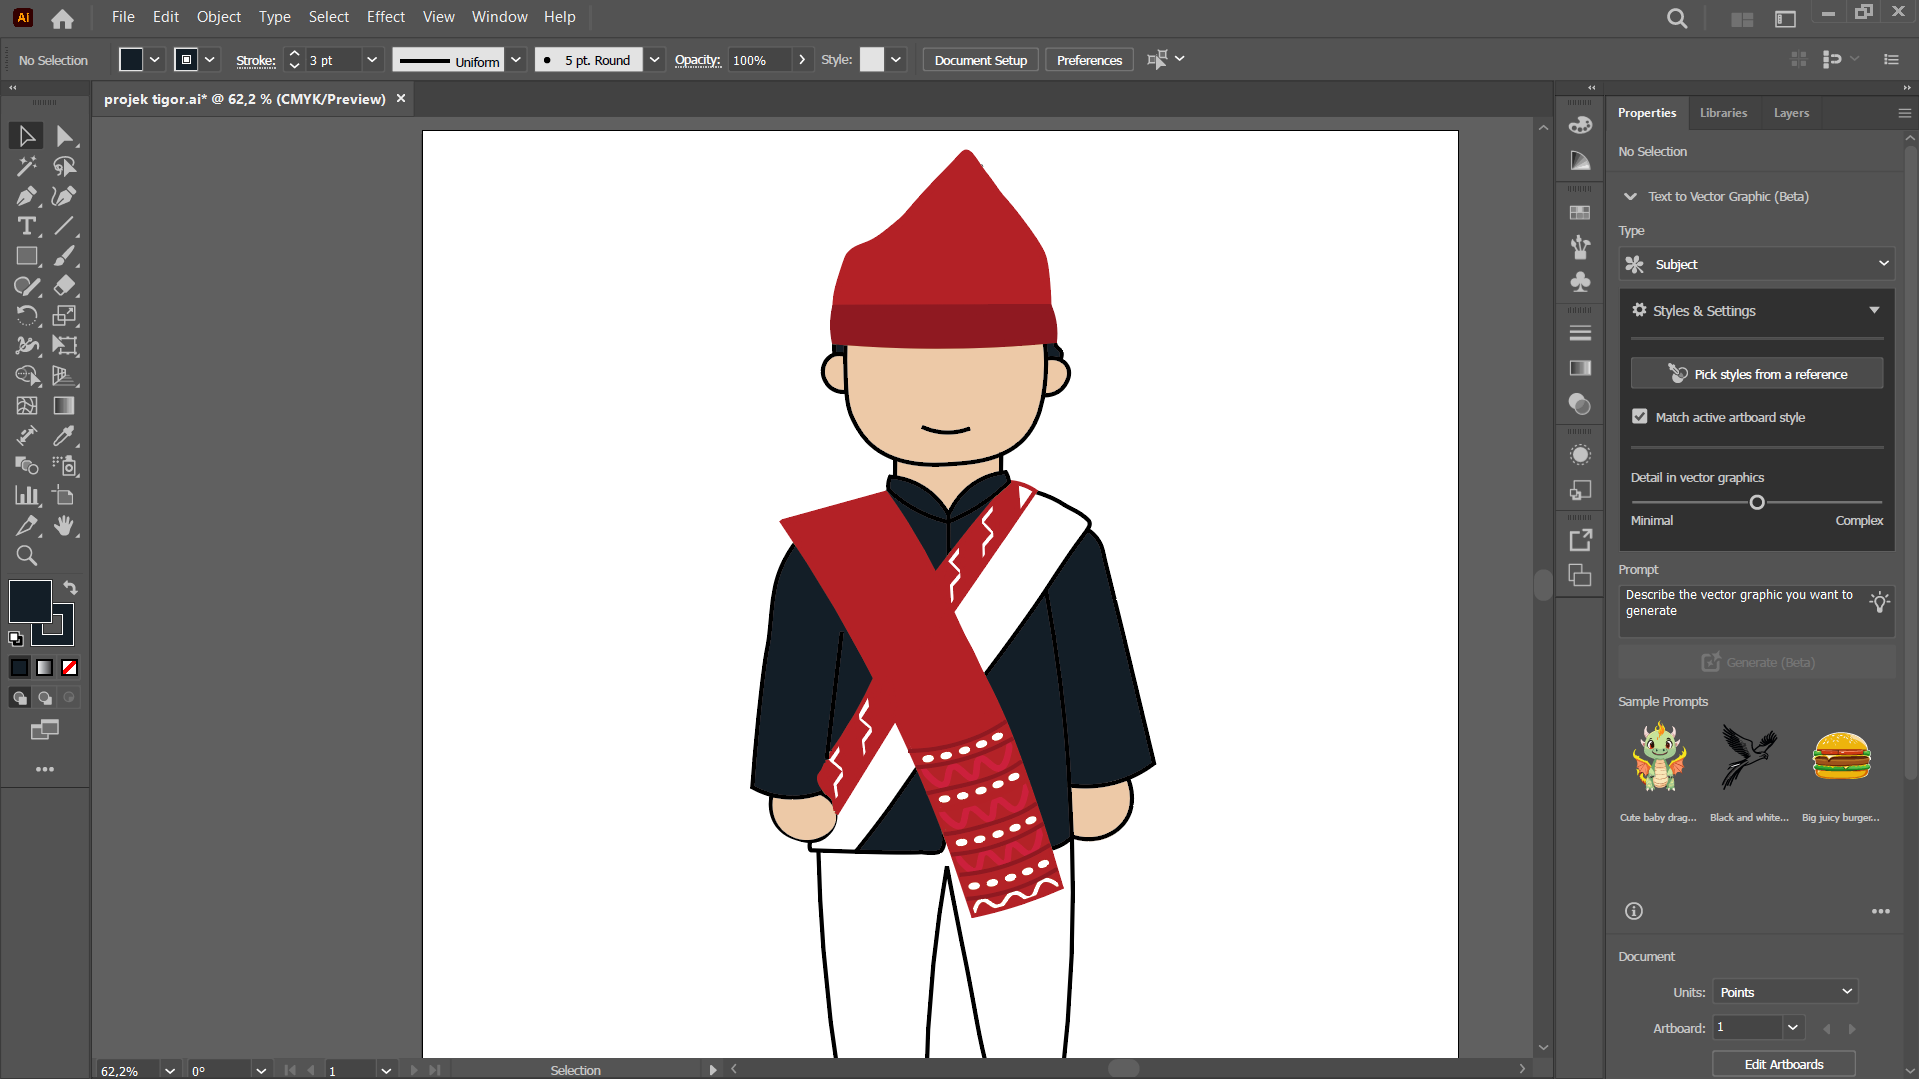 Ai
File Edit Object Type Select Effect View Window Help
No Selection Stroke: 3 pt Uniform 5 pt. Round Opacity: 100% Style: Document Setup Preferences
projek tigor.ai* @ 62,2 % (CMYK/Preview) ×
Properties Libraries Layers
No Selection
Text to Vector Graphic (Beta)
Type
Subject
Styles & Settings
Pick styles from a reference
Match active artboard style
Detail in vector graphics
Minimal Complex
Prompt
Describe the vector graphic you want to
generate
Generate (Beta)
Sample Prompts
Cute baby drag... Black and white... Big juicy burger...
Document
Units: Points
Artboard: 1
Edit Artboards
62,2% 0° 1 Selection